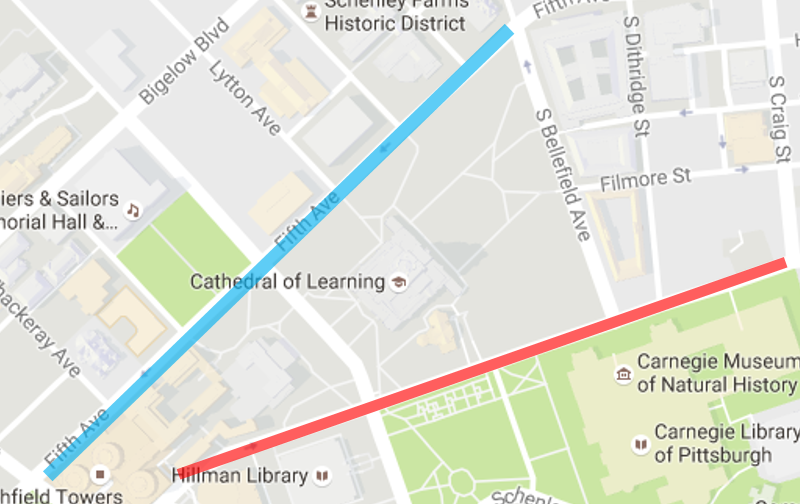 Schenley Farms
Historic District
Fifth Ave
Bigelow Blvd
Lytton Ave
S Dithridge St
S Craig St
H
S Bellefield Ave
iers & Sailors
morial Hall &...
Filmore St
Fifth Ave
Cathedral of Learning
hackeray Ave
Carnegie Museum
of Natural History
Fifth Ave
Carnegie Library
of Pittsburgh
Hillman Library
hfield Towers
Schenle